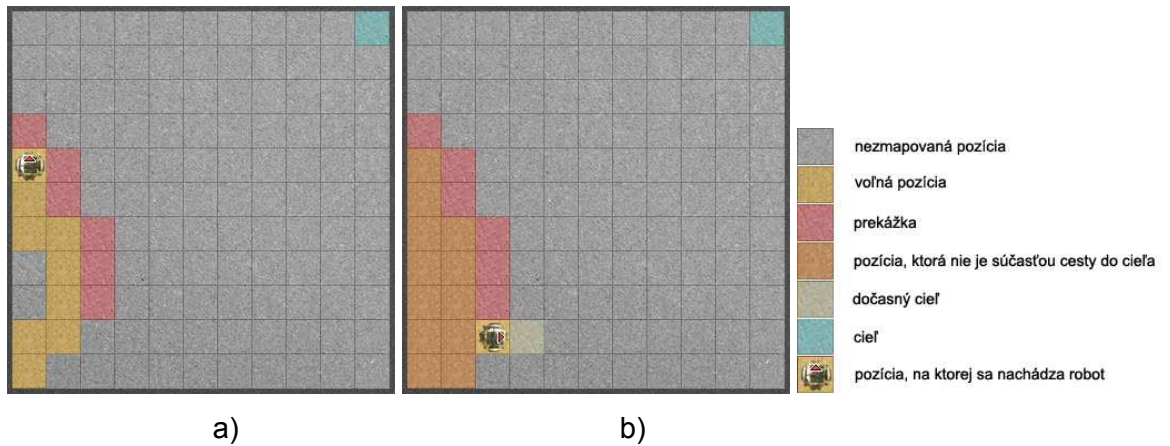 nezmapovaná pozícia
voľná pozícia
prekážka
pozícia, ktorá nie je súčasťou cesty do cieľa
dočasný cieľ
cieľ
pozícia, na ktorej sa nachádza robot
a)
b)